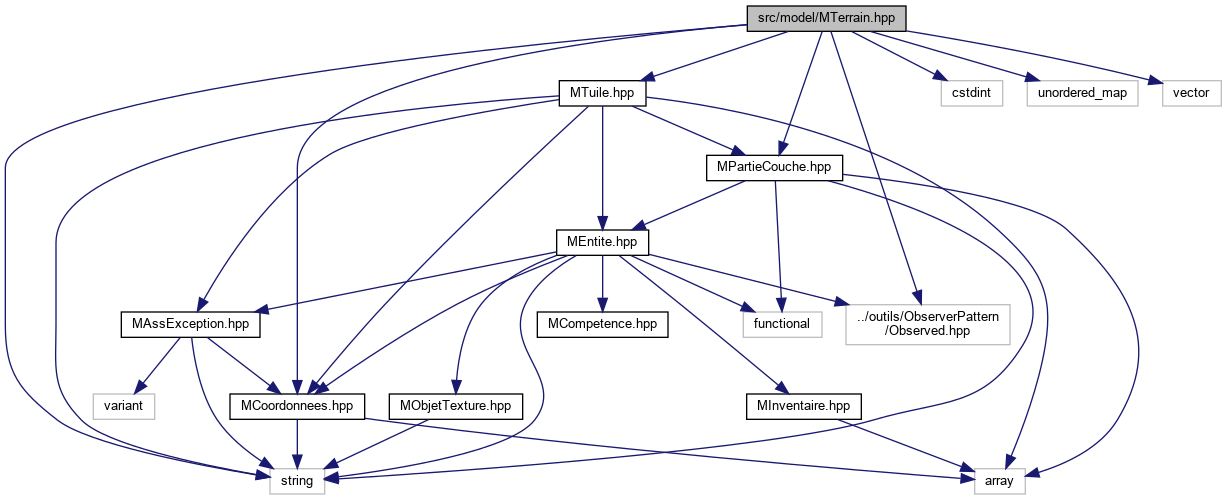 src/model/MTerrain.hpp
MTuile.hpp
cstdint
unordered_map
vector
MPartieCouche.hpp
MEntite.hpp
MAssException.hpp
MCompetence.hpp
functional
../outils/ObserverPattern
/Observed.hpp
variant
MCoordonnees.hpp
MObjetTexture.hpp
MInventaire.hpp
string
array